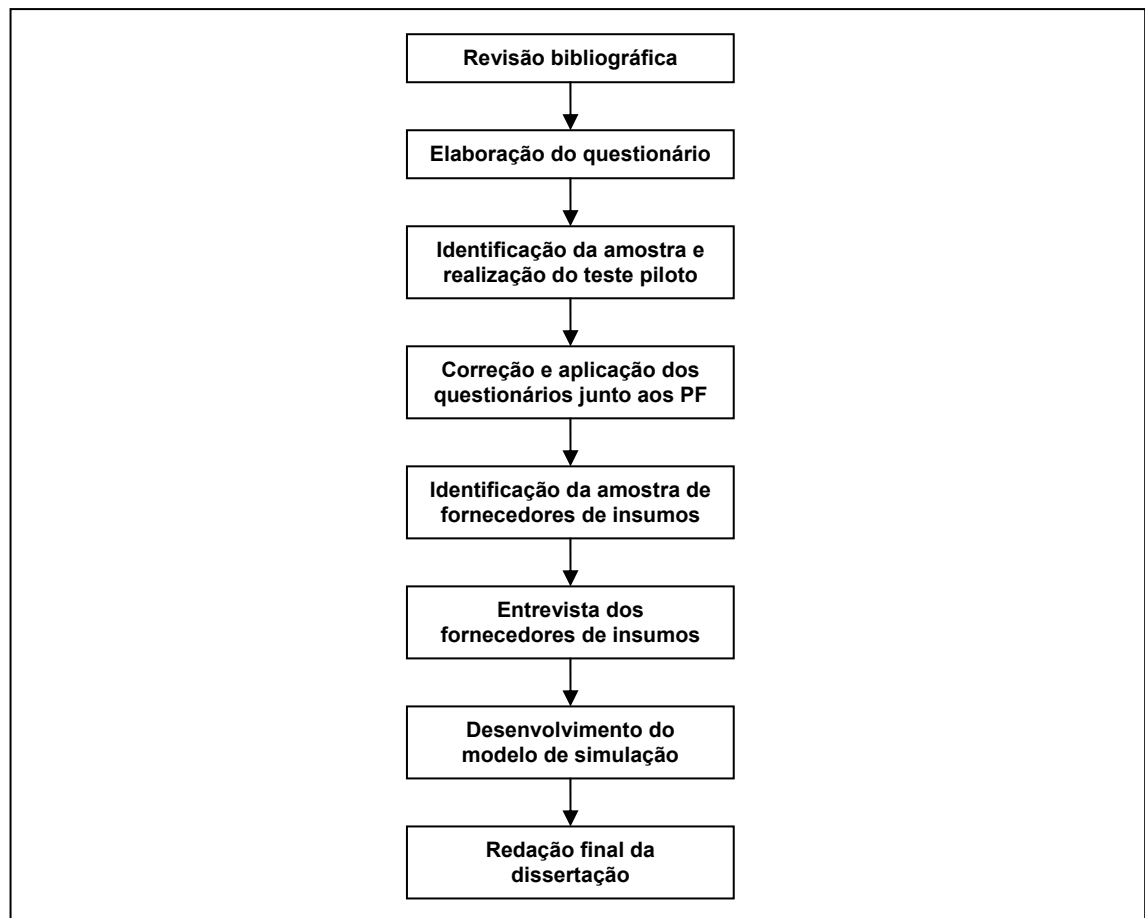 Revisão bibliográfica
Elaboração do questionário
Identificação da amostra e
realização do teste piloto
Correção e aplicação dos
questionários junto aos PF
Identificação da amostra de
fornecedores de insumos
Entrevista dos
fornecedores de insumos
Desenvolvimento do
modelo de simulação
Redação final da
dissertação